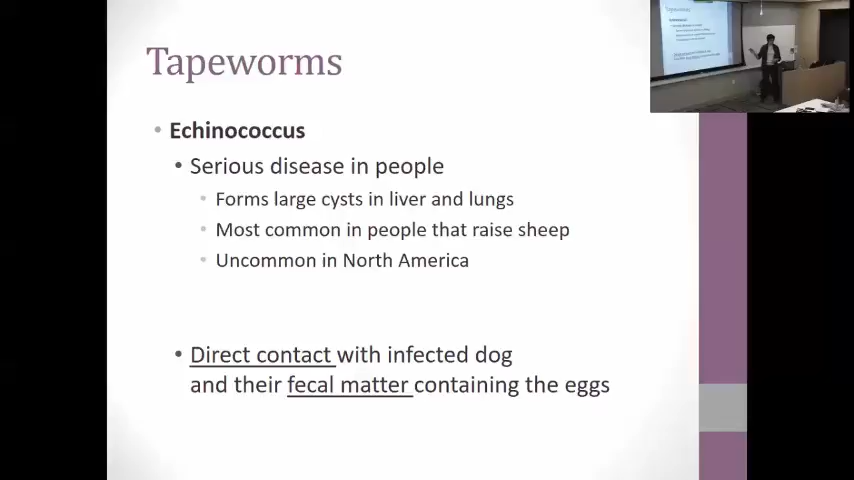 Tapeworms
• Echinococcus
• Serious disease in people
• Forms large cysts in liver and lungs
• Most common in people that raise sheep
• Uncommon in North America
• Direct contact with infected dog
and their fecal matter containing the eggs